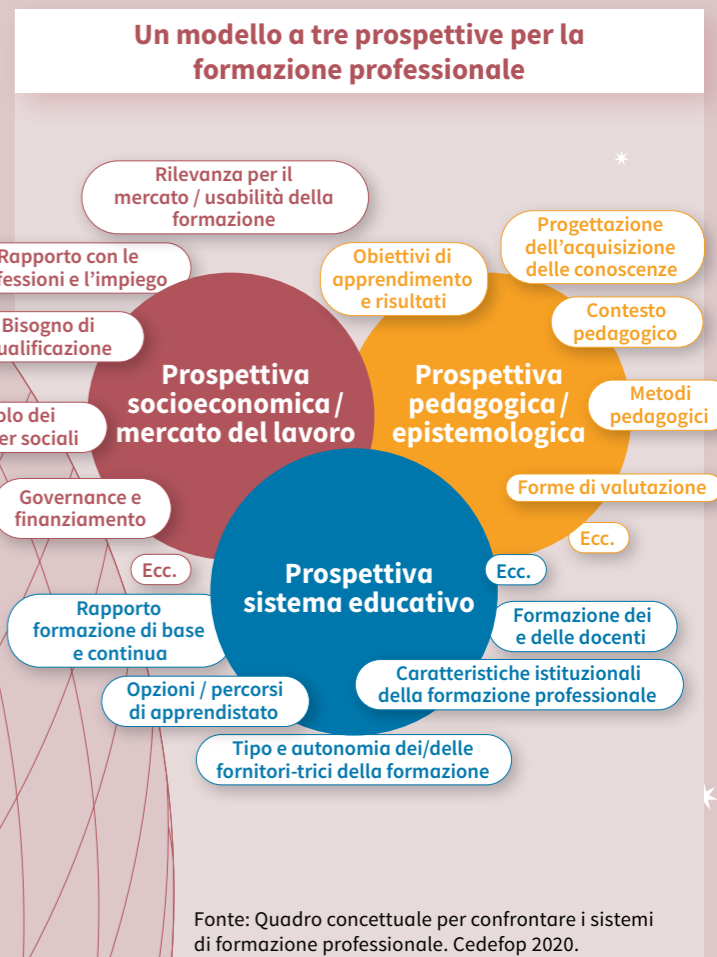 Un modello a tre prospettive per la
formazione professionale
Rilevanza per il
mercato / usabilità della
formazione
Rapporto con le
e l'impiego
Bisogno di
dei
sociali
Governance e
finanziamento
Ecc.
Prospettiva
socioeconomica /
mercato del lavoro
Obiettivi di
apprendimento
e risultati
Progettazione
dell'acquisizione
delle conoscenze
Contesto
pedagogico
Metodi
pedagogici
Forme di valutazione
Ecc.
Prospettiva
pedagogica /
epistemologica
Prospettiva
sistema educativo
Ecc.
Formazione dei
e delle docenti
Caratteristiche istituzionali
della formazione professionale
Rapporto
formazione di base
e continua
Opzioni / percorsi
di apprendistato
Tipo e autonomia dei/delle
fornitori-trici della formazione
Fonte: Quadro concettuale per confrontare i sistemi
di formazione professionale. Cedefop 2020.